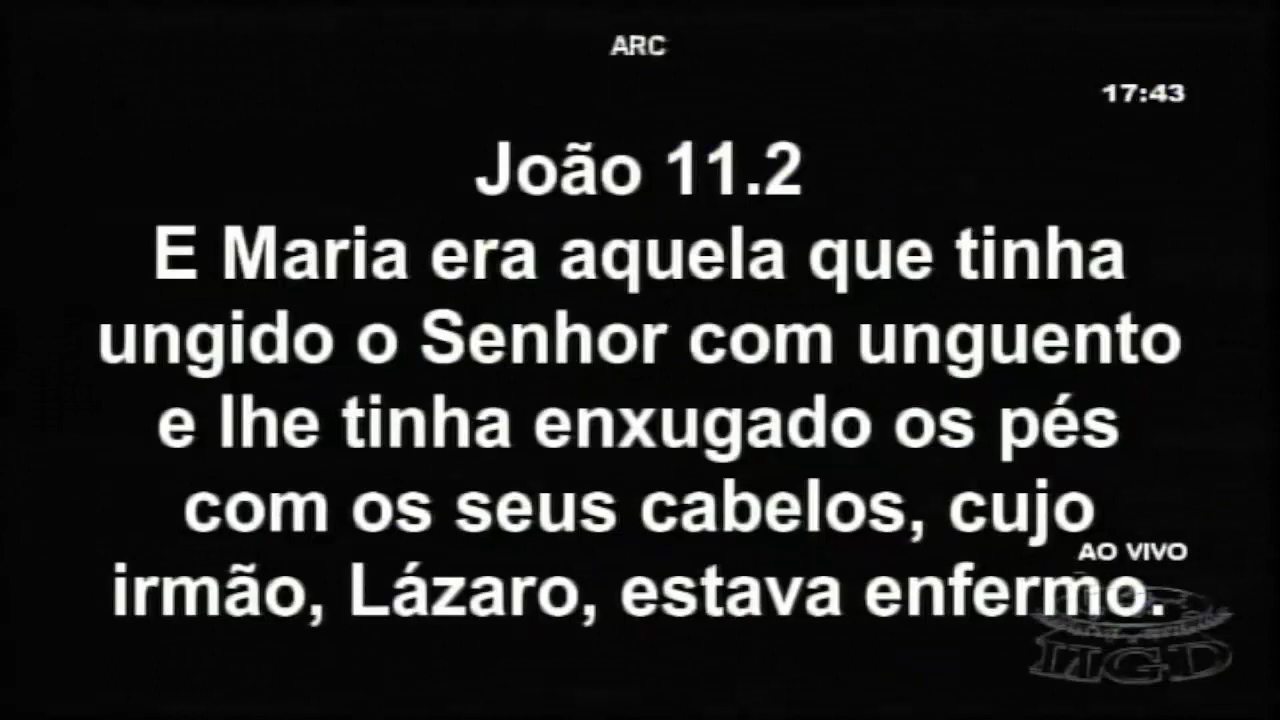 ARC
17:43
João 11.2
E Maria era aquela que tinha
ungido o Senhor com unguento
e lhe tinha enxugado os pés
com os seus cabelos, cujo
AO VIVO
irmão, Lázaro, estava enfermo.